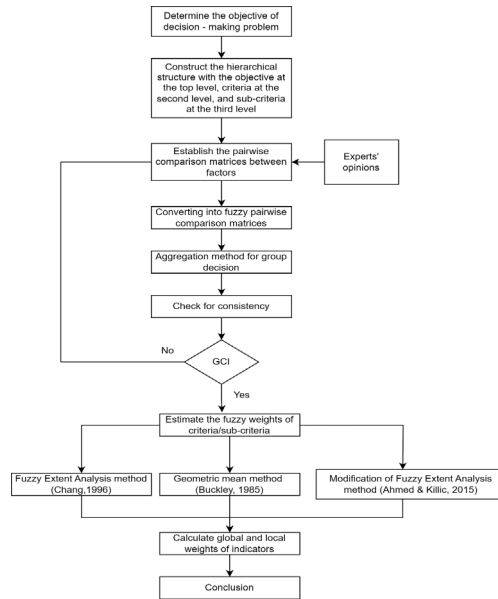 Determine the objective of
decision - making problem
Construct the hierarchical
structure with the objective at
the top level, criteria at the
second level, and sub-criteria
at the third level
Establish the pairwise
comparison matrices between
factors
Experts'
opinions
Converting into fuzzy pairwise
comparison matrices
Aggregation method for group
decision
Check for consistency
No
GCI
Yes
Estimate the fuzzy weights of
criteria/sub-criteria
Fuzzy Extent Analysis method
(Chang,1996)
Geometric mean method
(Buckley, 1985)
Modification of Fuzzy Extent Analysis
method (Ahmed & Killic, 2015)
Calculate global and local
weights of indicators
Conclusion